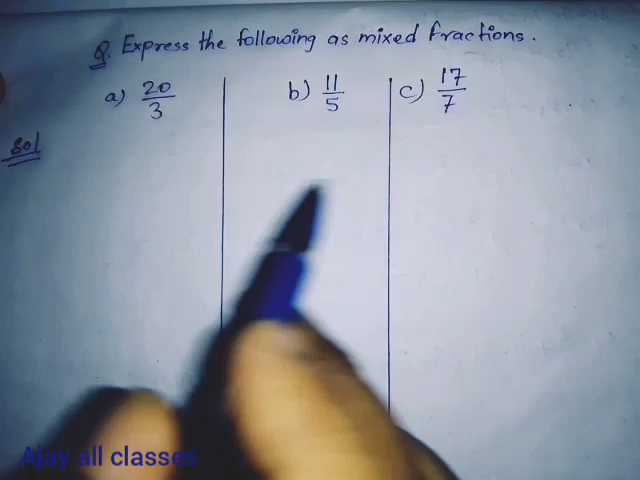 Q. Express the following as mixed fractions.
a) 20/3 b) 11/5 c) 17/7
Sol
Ajay all classes